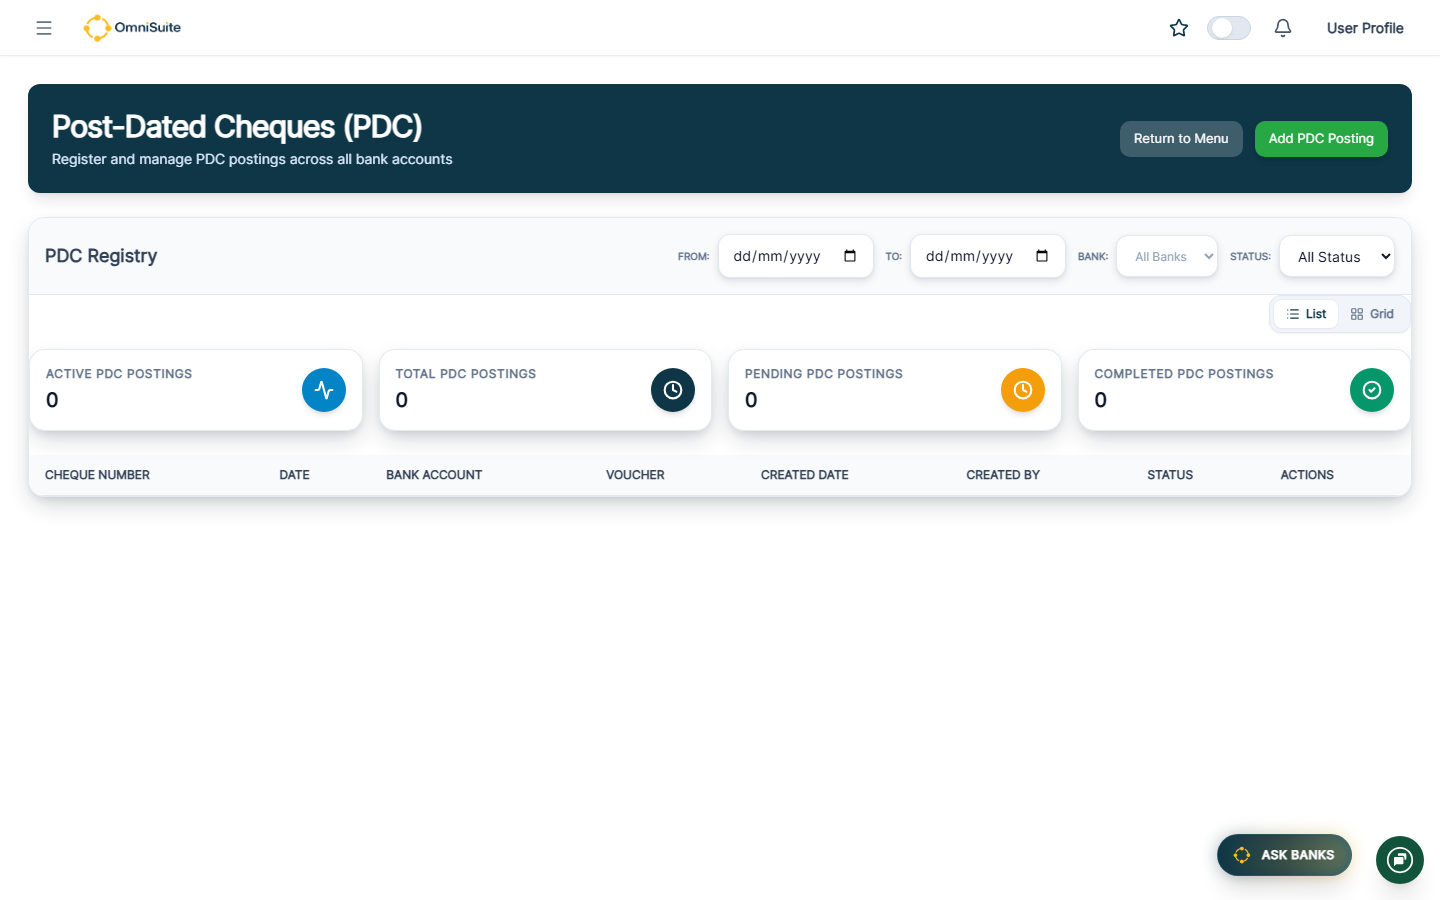 OmniSuite
User Profile
Post-Dated Cheques (PDC)
Register and manage PDC postings across all bank accounts
Return to Menu
Add PDC Posting
PDC Registry
FROM: dd/mm/yyyy TO: dd/mm/yyyy BANK: All Banks STATUS: All Status
List Grid
ACTIVE PDC POSTINGS
0
TOTAL PDC POSTINGS
0
PENDING PDC POSTINGS
0
COMPLETED PDC POSTINGS
0
CHEQUE NUMBER DATE BANK ACCOUNT VOUCHER CREATED DATE CREATED BY STATUS ACTIONS
ASK BANKS